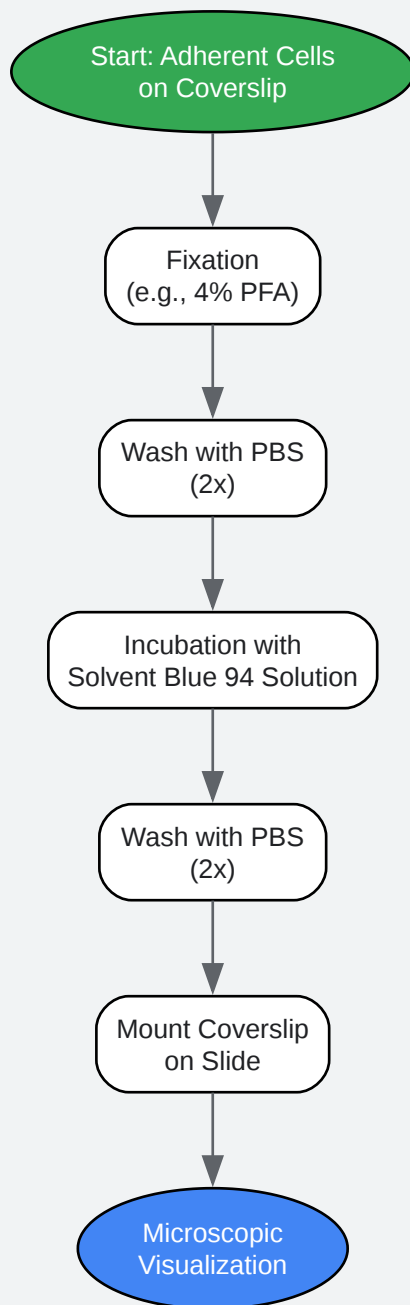 Start: Adherent Cells
on Coverslip
Fixation
(e.g., 4% PFA)
Wash with PBS
(2x)
Incubation with
Solvent Blue 94 Solution
Wash with PBS
(2x)
Mount Coverslip
on Slide
Microscopic
Visualization